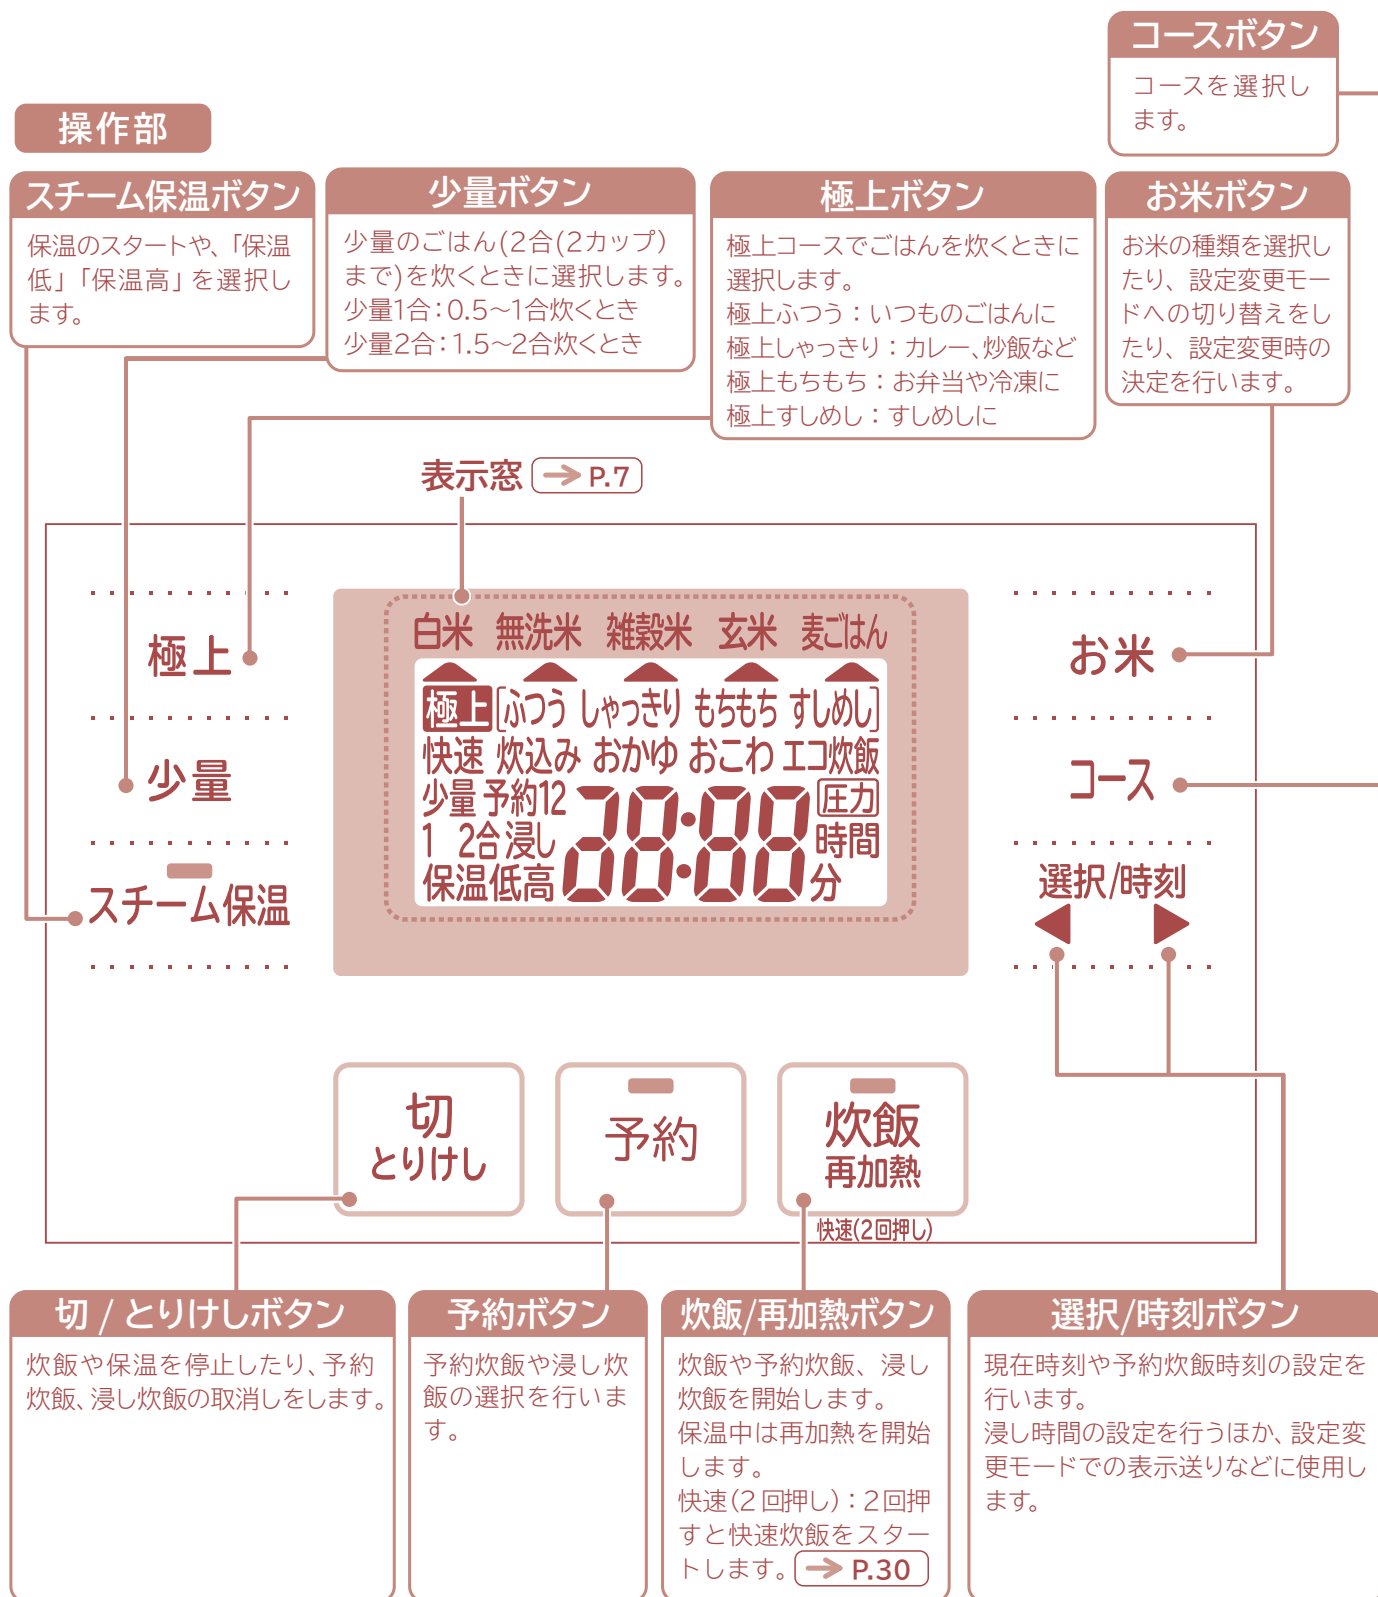 コースボタン
コースを選択し
ます。
操作部
スチーム保温ボタン
保温のスタートや、「保温
低」「保温高」を選択し
ます。
少量ボタン
少量のごはん(2合(2カップ)
まで)を炊くときに選択します。
少量1合：0.5～1合炊くとき
少量2合：1.5～2合炊くとき
極上ボタン
極上コースでごはんを炊くときに
選択します。
極上ふつう：いつものごはんに
極上しゃっきり：カレー、炒飯など
極上もちもち：お弁当や冷凍に
極上すしめし：すしめしに
お米ボタン
お米の種類を選択し
たり、設定変更モー
ドへの切り替えをし
たり、設定変更時の
決定を行います。
表示窓 → P.7
極上
少量
スチーム保温
白米 無洗米 雑穀米 玄米 麦ごはん
極上 [ふつう しゃっきり もちもち すしめし]
快速 炊込み おかゆ おこわ エコ炊飯
少量 予約12 38:88 圧力
1 2合 浸し 時間
保温低高 分
お米
コース
選択/時刻
切
とりけし
予約
炊飯
再加熱
快速(2回押し)
切 / とりけしボタン
炊飯や保温を停止したり、予約
炊飯、浸し炊飯の取消しをします。
予約ボタン
予約炊飯や浸し炊
飯の選択を行いま
す。
炊飯/再加熱ボタン
炊飯や予約炊飯、浸し
炊飯を開始します。
保温中は再加熱を開始
します。
快速(2回押し)：2回押
すと快速炊飯をスター
トします。 → P.30
選択/時刻ボタン
現在時刻や予約炊飯時刻の設定を
行います。
浸し時間の設定を行うほか、設定変
更モードでの表示送りなどに使用し
ます。